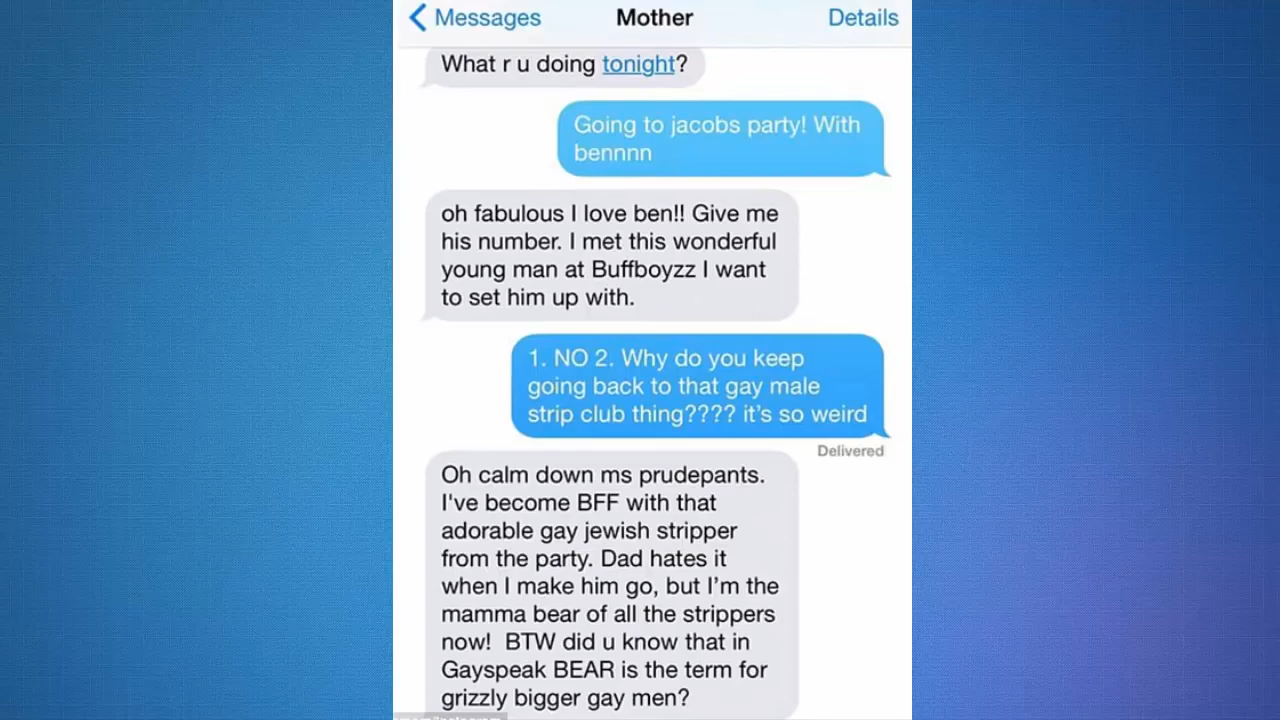 Messages Mother Details
What r u doing tonight?
Going to jacobs party! With
bennnn
oh fabulous I love ben!! Give me
his number. I met this wonderful
young man at Buffboyzz I want
to set him up with.
1. NO 2. Why do you keep
going back to that gay male
strip club thing???? it's so weird
Delivered
Oh calm down ms prudepants.
I've become BFF with that
adorable gay jewish stripper
from the party. Dad hates it
when I make him go, but I'm the
mamma bear of all the strippers
now!  BTW did u know that in
Gayspeak BEAR is the term for
grizzly bigger gay men?